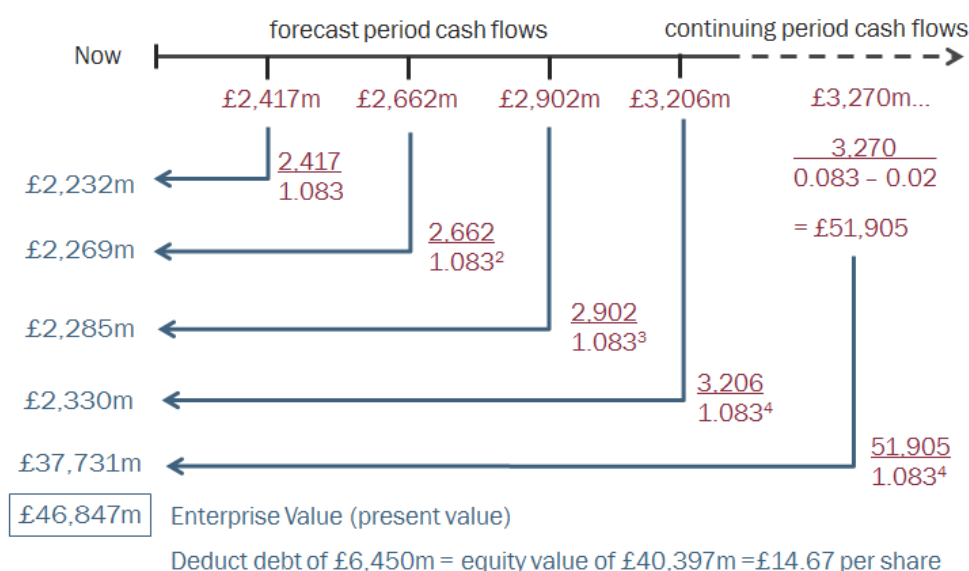 forecast period cash flows
continuing period cash flows
Now
£2,417m £2,662m £2,902m £3,206m £3,270m...
2,417
1.083
£2,232m
3,270
0.083 – 0.02
= £51,905
2,662
1.083²
£2,269m
2,902
1.083³
£2,285m
3,206
1.083⁴
£2,330m
51,905
1.083⁴
£37,731m
£46,847m Enterprise Value (present value)
Deduct debt of £6,450m = equity value of £40,397m =£14.67 per share